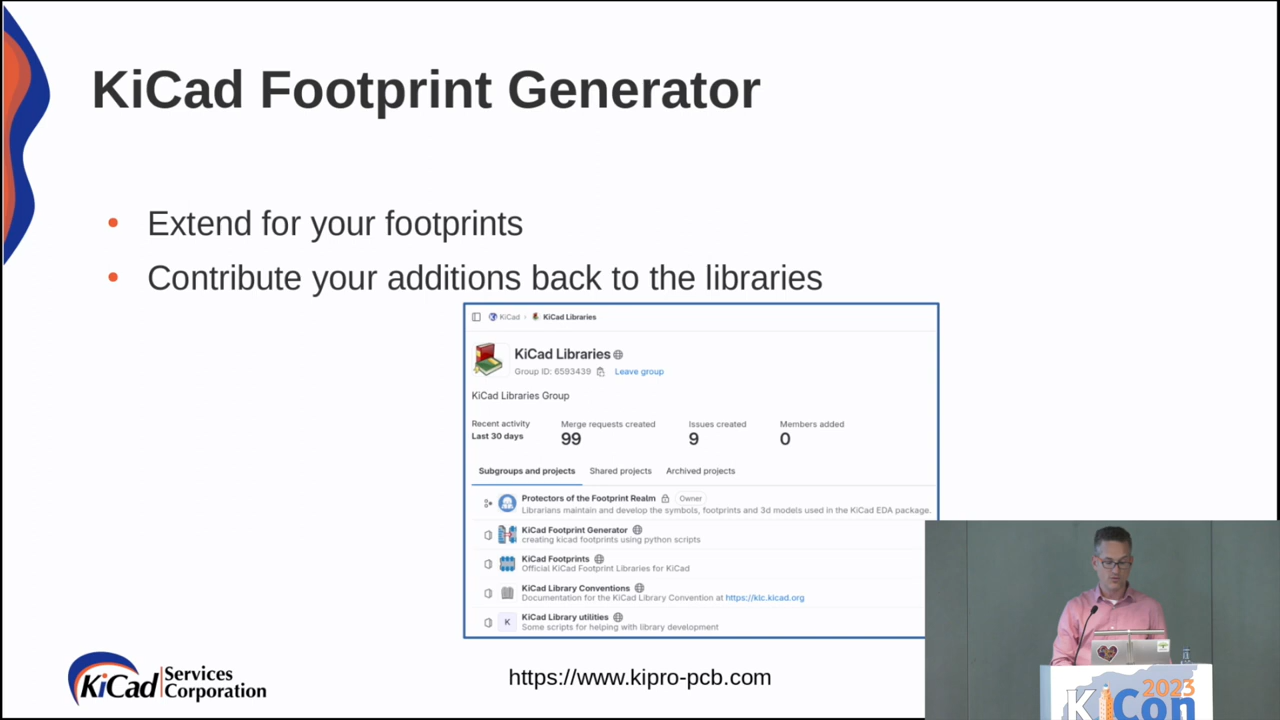 KiCad Footprint Generator
• Extend for your footprints
• Contribute your additions back to the libraries
KiCad › KiCad Libraries
KiCad Libraries
Group ID: 6593439 Leave group
KiCad Libraries Group
Recent activity
Last 30 days
Merge requests created
99
Issues created
9
Members added
0
Subgroups and projects Shared projects Archived projects
Protectors of the Footprint Realm Owner
Librarians maintain and develop the symbols, footprints and 3d models used in the KiCad EDA package.
KiCad Footprint Generator
creating kicad footprints using python scripts
KiCad Footprints
Official KiCad Footprint Libraries for KiCad
KiCad Library Conventions
Documentation for the KiCad Library Convention at https://klc.kicad.org
K
KiCad Library utilities
Some scripts for helping with library development
KiCad Services
Corporation
https://www.kipro-pcb.com
2023
KiCon